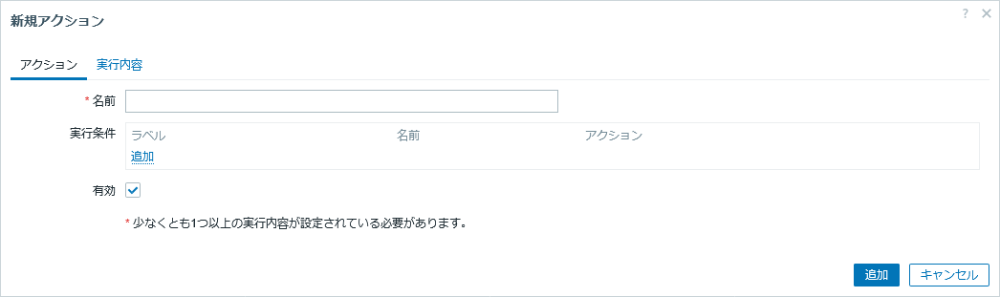 新規アクション ? ×
アクション 実行内容
* 名前
実行条件 ラベル 名前 アクション
追加
有効
* 少なくとも1つ以上の実行内容が設定されている必要があります。
追加 キャンセル